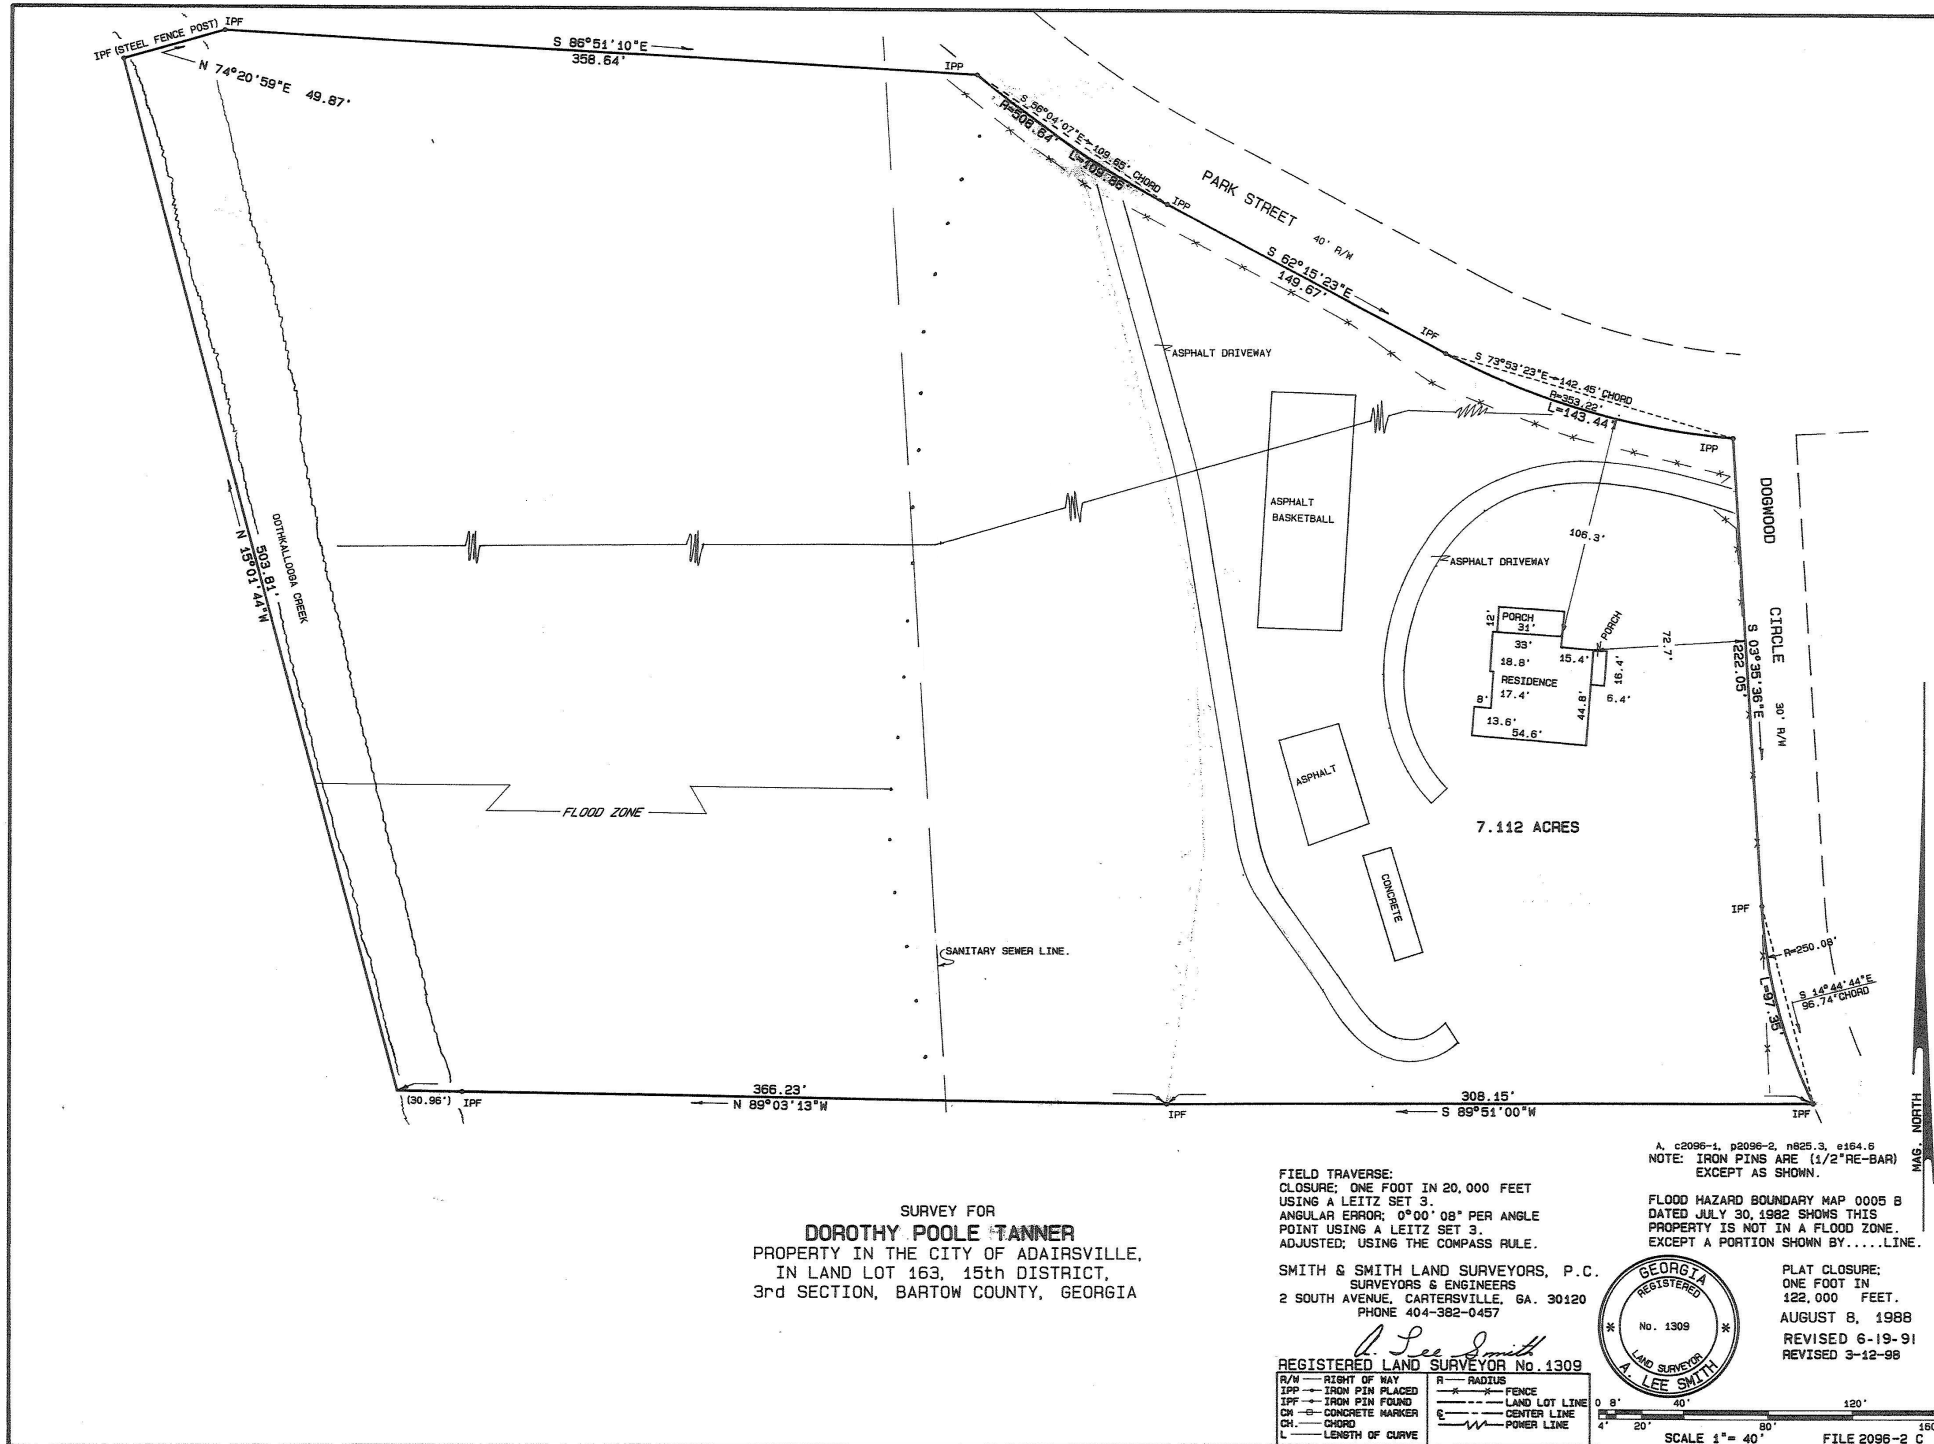 IPF (STEEL FENCE POST) IPF
N 74°20'59"E 49.87'
S 86°51'10"E
358.64'
IPP
S 56°04'07"E 109.65' CHORD
R=508.64'
L=109.86'
IPP
PARK STREET
40' R/W
S 62°15'23"E
149.67'
IPF
S 73°53'23"E 142.45' CHORD
R=353.22'
L=143.44'
IPP
ASPHALT DRIVEWAY
ASPHALT
BASKETBALL
106.3'
ASPHALT DRIVEWAY
DOGWOOD CIRCLE 30' R/W
12'
PORCH
31'
PORCH
33'
15.4'
72.7'
18.8'
16.4'
RESIDENCE
8'
17.4'
44.8'
6.4'
13.6'
54.6'
S 03°35'36"E
222.05'
OOTHKALLOOGA CREEK
503.81'
N 15°01'44"W
FLOOD ZONE
ASPHALT
7.112 ACRES
CONCRETE
IPF
SANITARY SEWER LINE.
R=250.08'
S 14°44'44"E
96.74' CHORD
L=97.35'
(30.96') IPF
366.23'
N 89°03'13"W
IPF
308.15'
S 89°51'00"W
IPF
MAG. NORTH
SURVEY FOR
DOROTHY POOLE TANNER
PROPERTY IN THE CITY OF ADAIRSVILLE,
IN LAND LOT 163, 15th DISTRICT,
3rd SECTION, BARTOW COUNTY, GEORGIA
FIELD TRAVERSE:
CLOSURE; ONE FOOT IN 20,000 FEET
USING A LEITZ SET 3.
ANGULAR ERROR; 0°00'08" PER ANGLE
POINT USING A LEITZ SET 3.
ADJUSTED; USING THE COMPASS RULE.
SMITH & SMITH LAND SURVEYORS, P.C.
SURVEYORS & ENGINEERS
2 SOUTH AVENUE, CARTERSVILLE, GA. 30120
PHONE 404-382-0457
A. Lee Smith
REGISTERED LAND SURVEYOR No.1309
R/W RIGHT OF WAY
IPP IRON PIN PLACED
IPF IRON PIN FOUND
CM CONCRETE MARKER
CH. CHORD
L LENGTH OF CURVE
R RADIUS
FENCE
LAND LOT LINE
CENTER LINE
POWER LINE
A, c2096-1, p2096-2, n825.3, e164.6
NOTE: IRON PINS ARE (1/2"RE-BAR)
EXCEPT AS SHOWN.
FLOOD HAZARD BOUNDARY MAP 0005 B
DATED JULY 30, 1982 SHOWS THIS
PROPERTY IS NOT IN A FLOOD ZONE.
EXCEPT A PORTION SHOWN BY.....LINE.
GEORGIA
REGISTERED
No. 1309
LAND SURVEYOR
A. LEE SMITH
PLAT CLOSURE;
ONE FOOT IN
122,000 FEET.
AUGUST 8, 1988
REVISED 6-19-91
REVISED 3-12-98
0 8' 40' 120'
4' 20' 80' 160
SCALE 1"= 40' FILE 2096-2 C